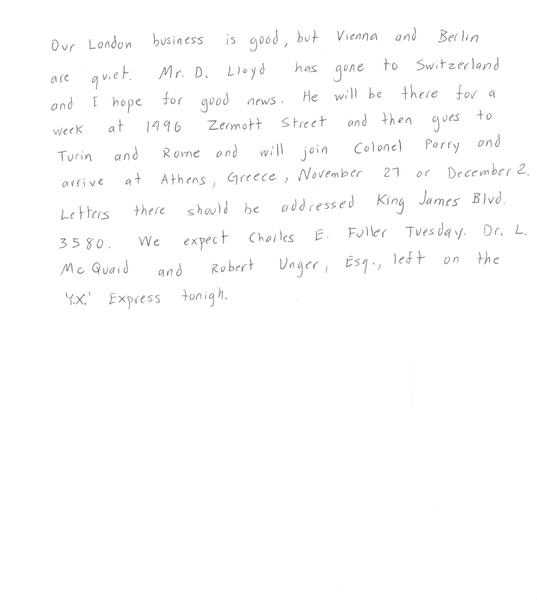 Our London business is good, but Vienna and Berlin
are quiet. Mr. D. Lloyd has gone to Switzerland
and I hope for good news. He will be there for a
week at 1496 Zermott Street and then goes to
Turin and Rome and will join Colonel Parry and
arrive at Athens, Greece, November 27 or December 2.
Letters there should be addressed King James Blvd.
3580. We expect Charles E. Fuller Tuesday. Dr. L.
McQuaid and Robert Unger, Esq., left on the
'Y.X.' Express tonigh.